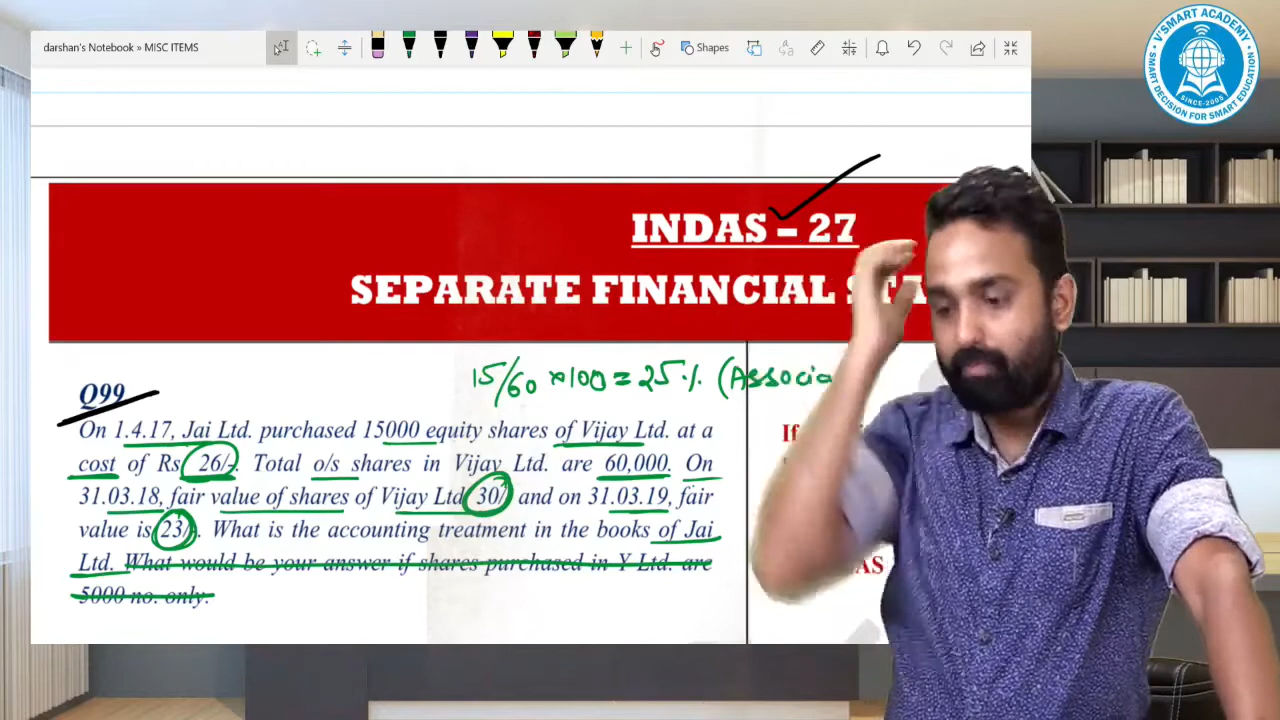 darshan's Notebook » MISC ITEMS
Shapes
V'SMART ACADEMY
SINCE-2005
SMART DECISION FOR SMART EDUCATION
INDAS – 27
SEPARATE FINANCIAL STA
15/60 ×100 = 25% (Associa
Q99
On 1.4.17, Jai Ltd. purchased 15000 equity shares of Vijay Ltd. at a
cost of Rs 26/-. Total o/s shares in Vijay Ltd. are 60,000. On
31.03.18, fair value of shares of Vijay Ltd 30/ and on 31.03.19, fair
value is 23/-. What is the accounting treatment in the books of Jai
Ltd. What would be your answer if shares purchased in Y Ltd. are
5000 no. only.
If
AS